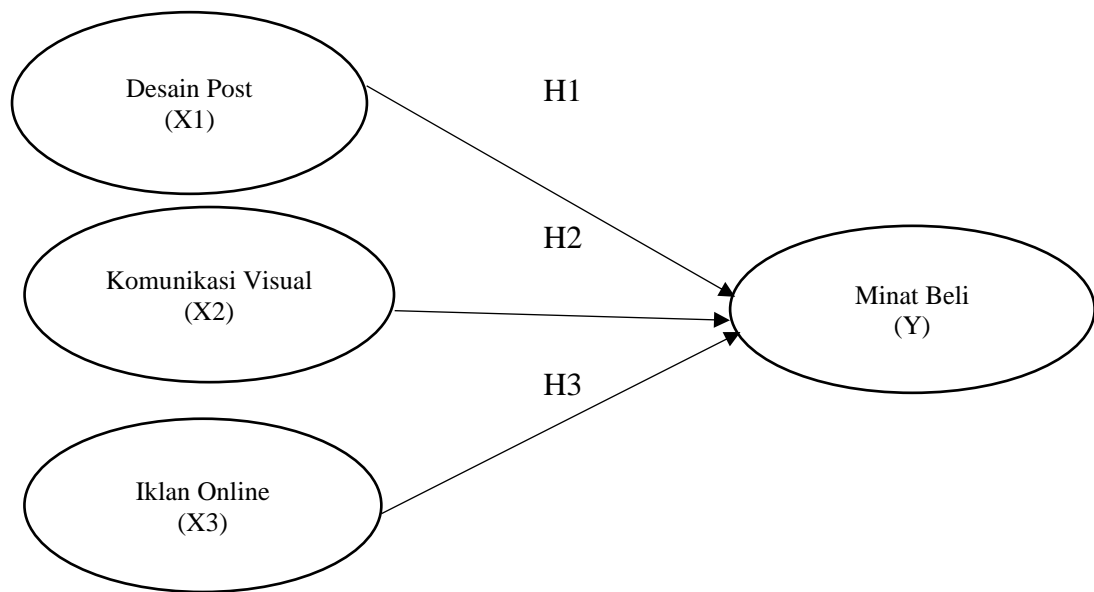 Desain Post
(X1)
H1
H2
Komunikasi Visual
(X2)
Minat Beli
(Y)
H3
Iklan Online
(X3)